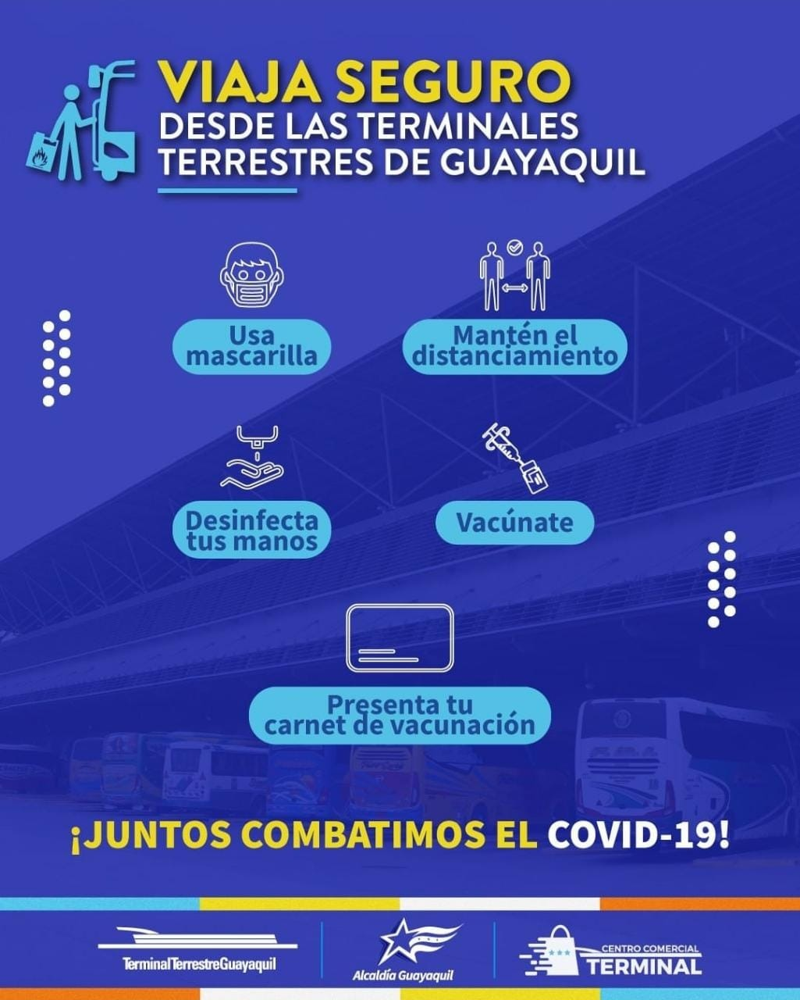 VIAJA SEGURO
DESDE LAS TERMINALES
TERRESTRES DE GUAYAQUIL
Usa
mascarilla
Mantén el
distanciamiento
Desinfecta
tus manos
Vacúnate
Presenta tu
carnet de vacunación
¡JUNTOS COMBATIMOS EL COVID-19!
TerminalTerrestreGuayaquil
Alcaldía Guayaquil
CENTRO COMERCIAL
TERMINAL